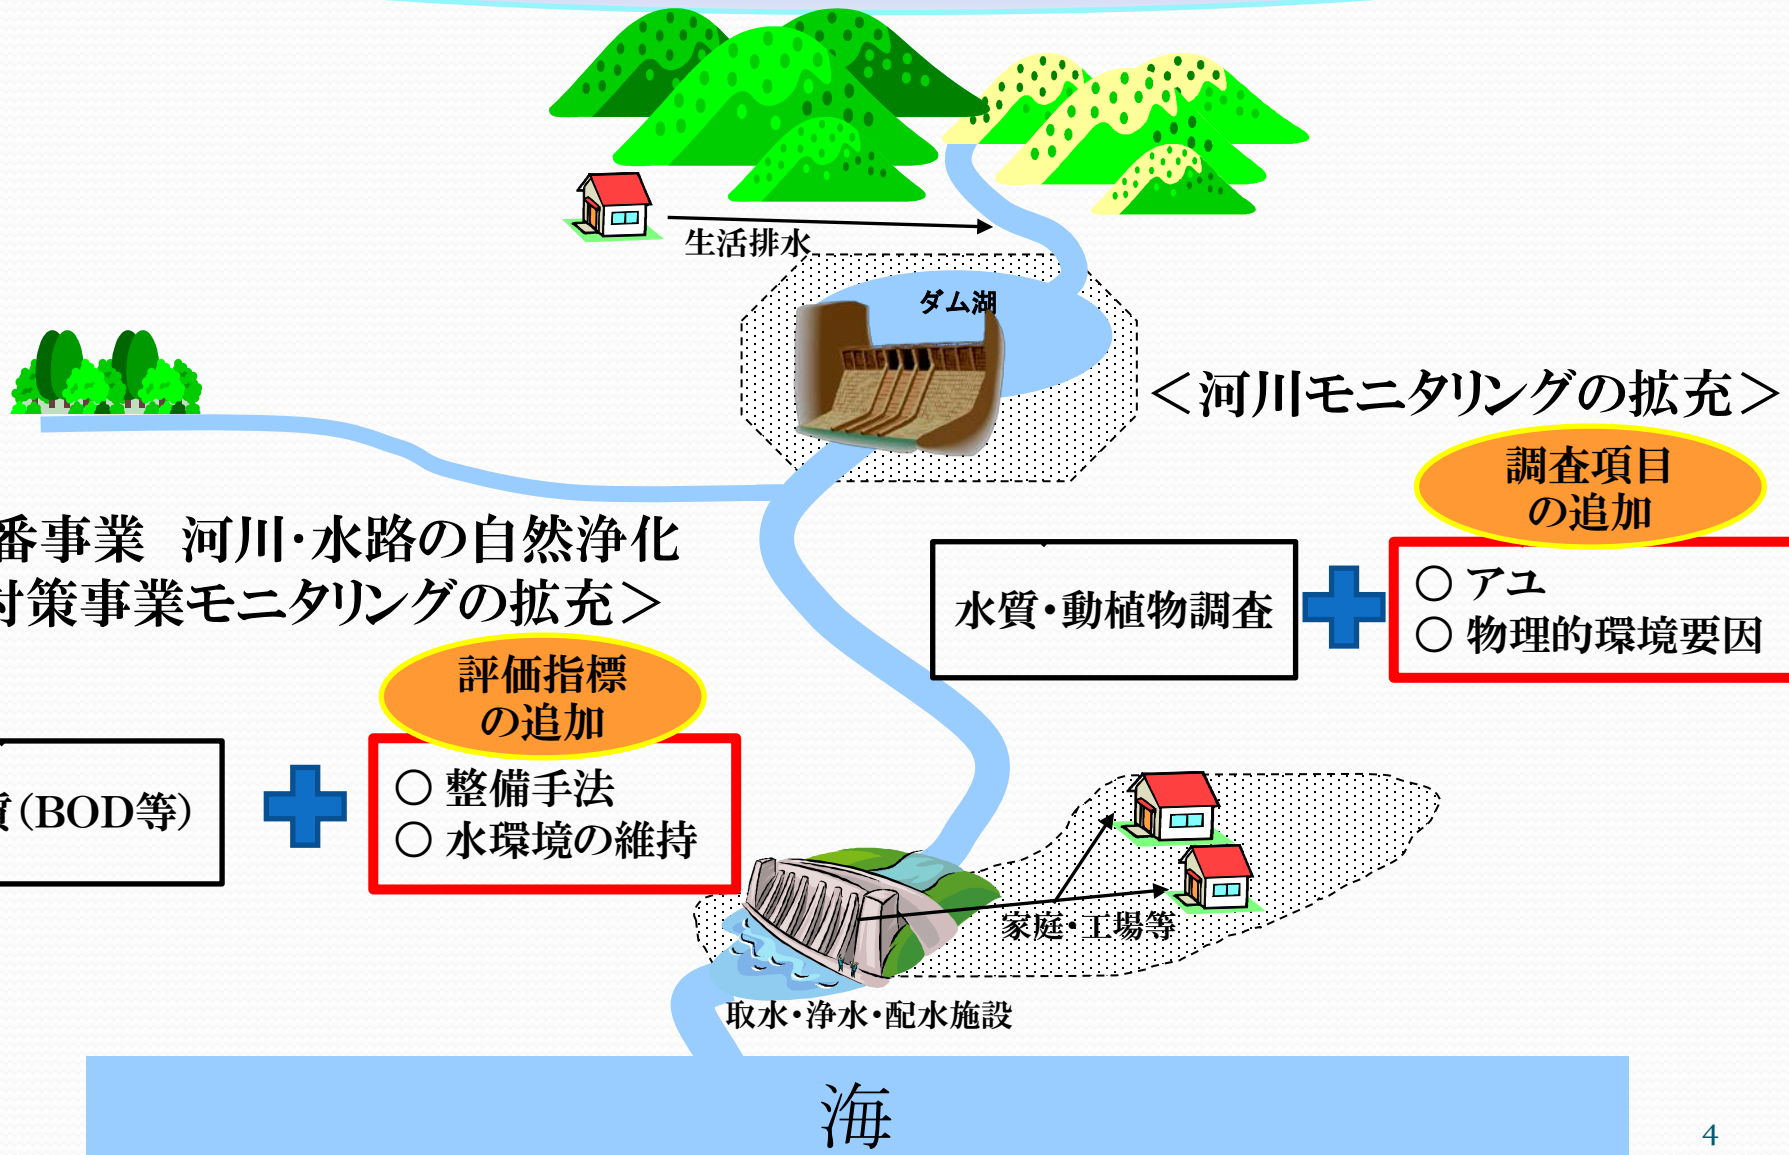 生活排水
ダム湖
＜河川モニタリングの拡充＞
調査項目
の追加
番事業　河川・水路の自然浄化
対策事業モニタリングの拡充＞
水質・動植物調査
○ アユ
○ 物理的環境要因
評価指標
の追加
質（BOD等）
○ 整備手法
○ 水環境の維持
家庭・工場等
取水・浄水・配水施設
海
4